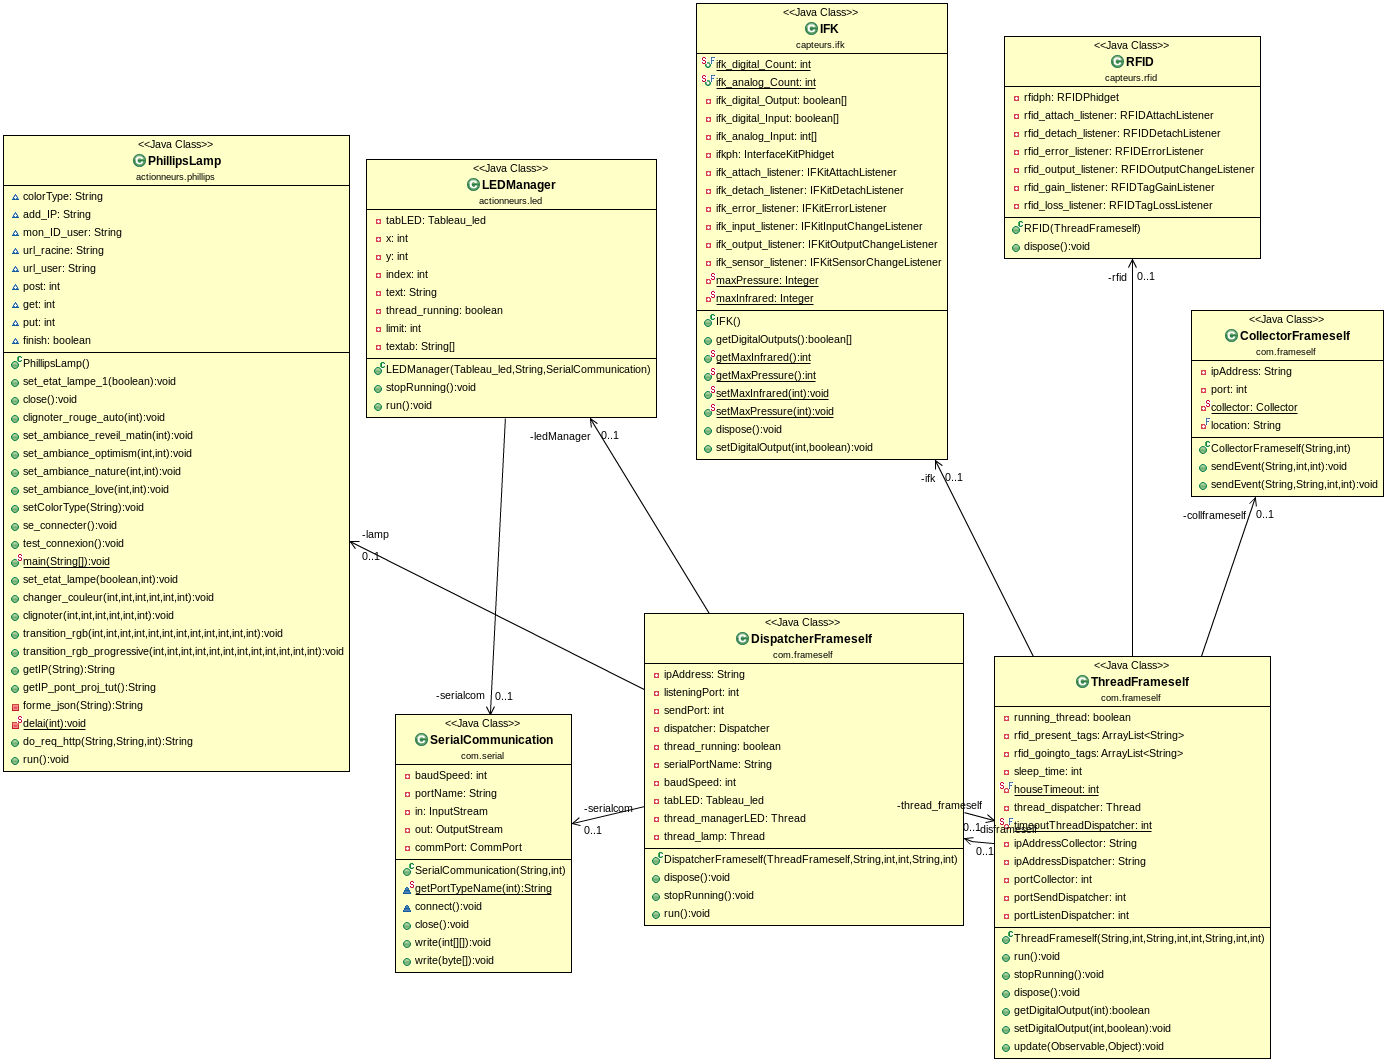 <<Java Class>>
PhillipsLamp
actionneurs.phillips
colorType: String
add_IP: String
mon_ID_user: String
url_racine: String
url_user: String
post: int
get: int
put: int
finish: boolean
PhillipsLamp()
set_etat_lampe_1(boolean):void
close():void
clignoter_rouge_auto(int):void
set_ambiance_reveil_matin(int):void
set_ambiance_optimism(int,int):void
set_ambiance_nature(int,int):void
set_ambiance_love(int,int):void
setColorType(String):void
se_connecter():void
test_connexion():void
main(String[]):void
set_etat_lampe(boolean,int):void
changer_couleur(int,int,int,int,int,int):void
clignoter(int,int,int,int,int,int):void
transition_rgb(int,int,int,int,int,int,int,int,int,int,int,int):void
transition_rgb_progressive(int,int,int,int,int,int,int,int,int,int,int,int):void
getIP(String):String
getIP_pont_proj_tut():String
forme_json(String):String
delai(int):void
do_req_http(String,String,int):String
run():void
<<Java Class>>
LEDManager
actionneurs.led
tabLED: Tableau_led
x: int
y: int
index: int
text: String
thread_running: boolean
limit: int
textab: String[]
LEDManager(Tableau_led,String,SerialCommunication)
stopRunning():void
run():void
<<Java Class>>
IFK
capteurs.ifk
ifk_digital_Count: int
ifk_analog_Count: int
ifk_digital_Output: boolean[]
ifk_digital_Input: boolean[]
ifk_analog_Input: int[]
ifkph: InterfaceKitPhidget
ifk_attach_listener: IFKitAttachListener
ifk_detach_listener: IFKitDetachListener
ifk_error_listener: IFKitErrorListener
ifk_input_listener: IFKitInputChangeListener
ifk_output_listener: IFKitOutputChangeListener
ifk_sensor_listener: IFKitSensorChangeListener
maxPressure: Integer
maxInfrared: Integer
IFK()
getDigitalOutputs():boolean[]
getMaxInfrared():int
getMaxPressure():int
setMaxInfrared(int):void
setMaxPressure(int):void
dispose():void
setDigitalOutput(int,boolean):void
<<Java Class>>
RFID
capteurs.rfid
rfidph: RFIDPhidget
rfid_attach_listener: RFIDAttachListener
rfid_detach_listener: RFIDDetachListener
rfid_error_listener: RFIDErrorListener
rfid_output_listener: RFIDOutputChangeListener
rfid_gain_listener: RFIDTagGainListener
rfid_loss_listener: RFIDTagLossListener
RFID(ThreadFrameself)
dispose():void
<<Java Class>>
CollectorFrameself
com.frameself
ipAddress: String
port: int
collector: Collector
location: String
CollectorFrameself(String,int)
sendEvent(String,int,int):void
sendEvent(String,String,int,int):void
-ledManager 0..1
-lamp
0..1
-serialcom 0..1
-ifk 0..1
-rfid 0..1
-collframeself 0..1
<<Java Class>>
SerialCommunication
com.serial
baudSpeed: int
portName: String
in: InputStream
out: OutputStream
commPort: CommPort
SerialCommunication(String,int)
getPortTypeName(int):String
connect():void
close():void
write(int[][]):void
write(byte[]):void
-serialcom
0..1
<<Java Class>>
DispatcherFrameself
com.frameself
ipAddress: String
listeningPort: int
sendPort: int
dispatcher: Dispatcher
thread_running: boolean
serialPortName: String
baudSpeed: int
tabLED: Tableau_led
thread_managerLED: Thread
thread_lamp: Thread
DispatcherFrameself(ThreadFrameself,String,int,int,String,int)
dispose():void
stopRunning():void
run():void
-thread_frameself
0..1
-disframeself
0..1
<<Java Class>>
ThreadFrameself
com.frameself
running_thread: boolean
rfid_present_tags: ArrayList<String>
rfid_goingto_tags: ArrayList<String>
sleep_time: int
houseTimeout: int
thread_dispatcher: Thread
timeoutThreadDispatcher: int
ipAddressCollector: String
ipAddressDispatcher: String
portCollector: int
portSendDispatcher: int
portListenDispatcher: int
ThreadFrameself(String,int,String,int,int,String,int,int)
run():void
stopRunning():void
dispose():void
getDigitalOutput(int):boolean
setDigitalOutput(int,boolean):void
update(Observable,Object):void